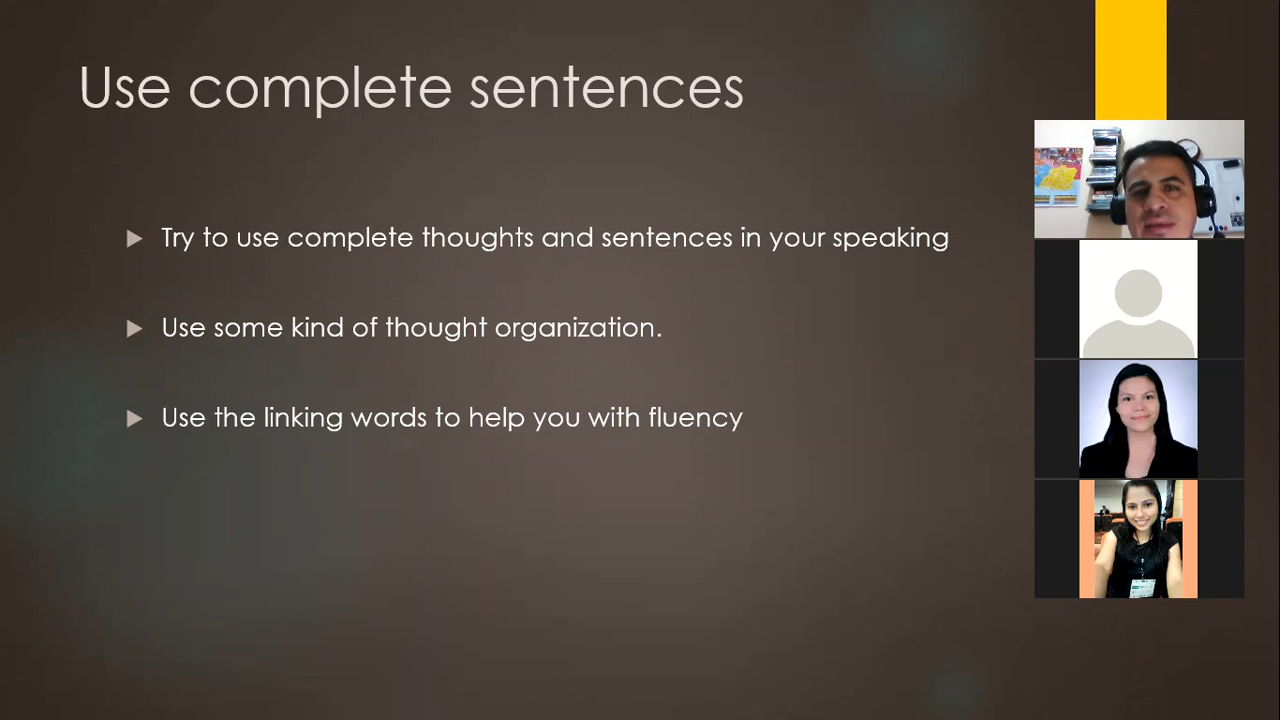 Use complete sentences
Try to use complete thoughts and sentences in your speaking
Use some kind of thought organization.
Use the linking words to help you with fluency